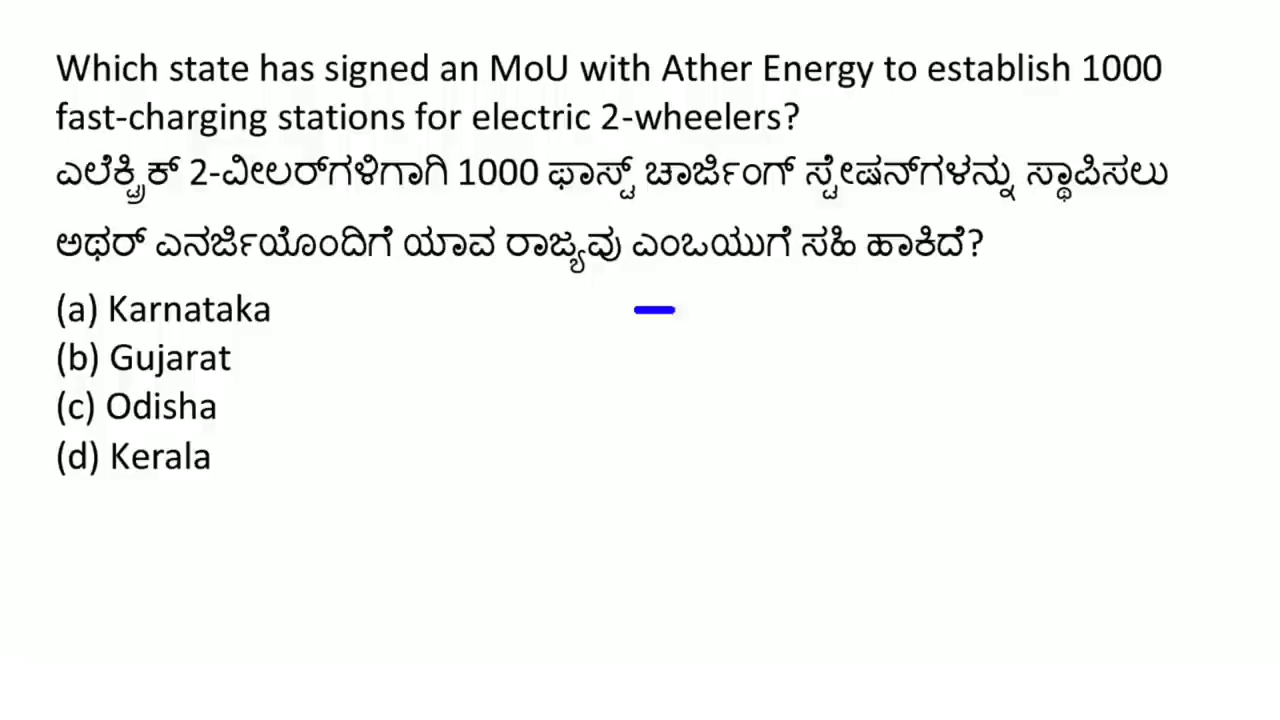 Which state has signed an MoU with Ather Energy to establish 1000
fast-charging stations for electric 2-wheelers?
ಎಲೆಕ್ಟ್ರಿಕ್ 2-ವೀಲರ್‌ಗಳಿಗಾಗಿ 1000 ಫಾಸ್ಟ್ ಚಾರ್ಜಿಂಗ್ ಸ್ಟೇಷನ್‌ಗಳನ್ನು ಸ್ಥಾಪಿಸಲು
ಅಥರ್ ಎನರ್ಜಿಯೊಂದಿಗೆ ಯಾವ ರಾಜ್ಯವು ಎಂಒಯುಗೆ ಸಹಿ ಹಾಕಿದೆ?
(a) Karnataka
(b) Gujarat
(c) Odisha
(d) Kerala